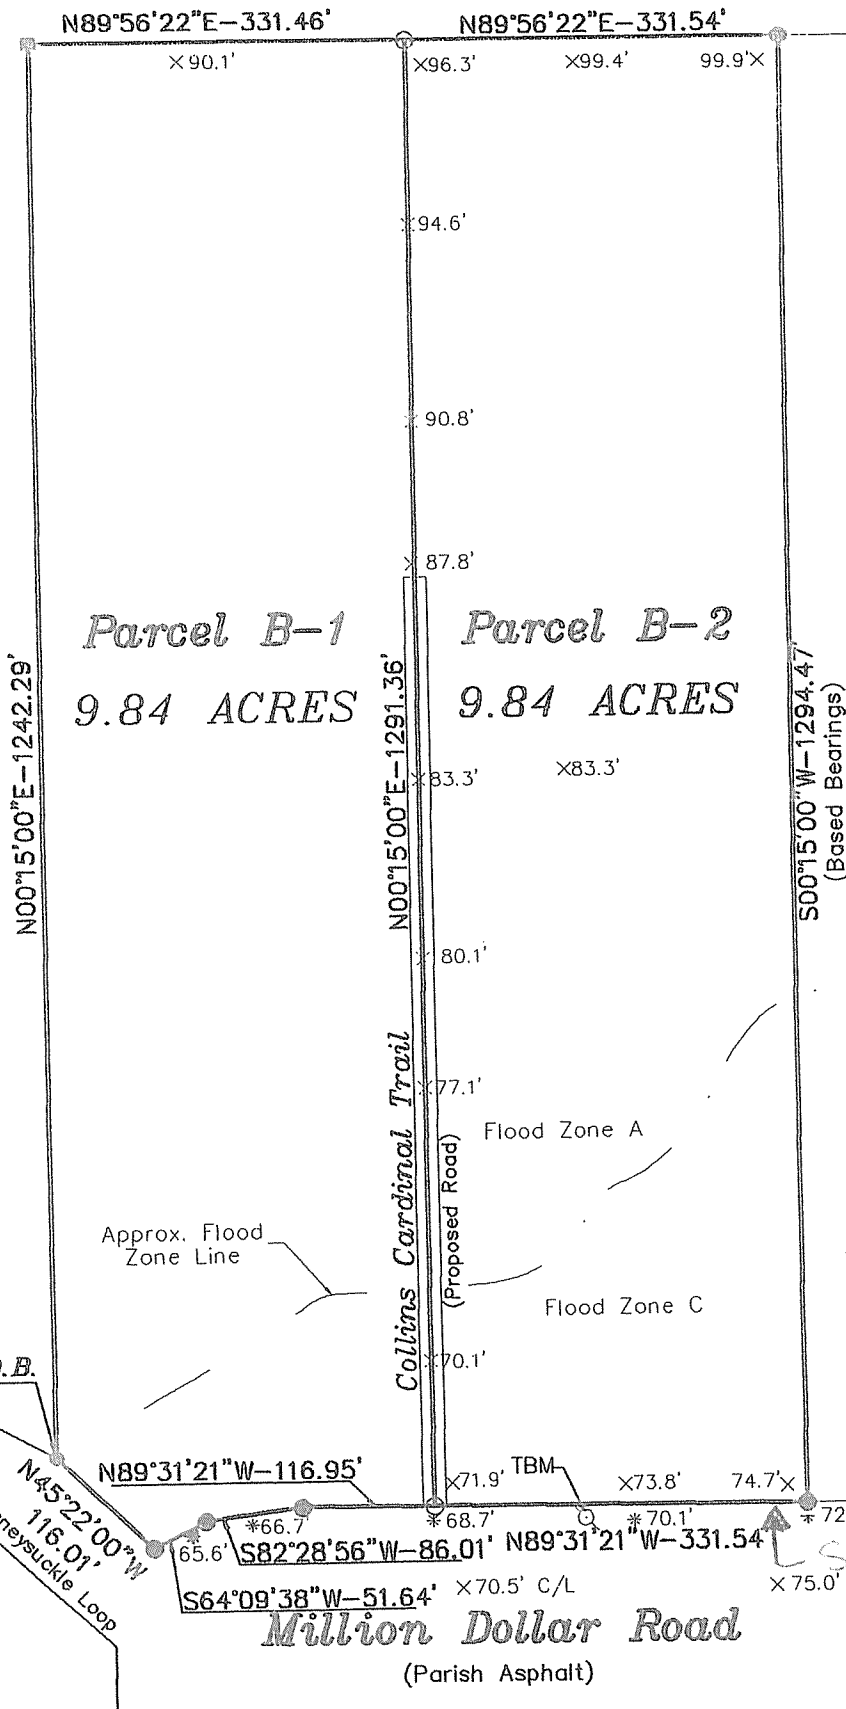 N89°56'22"E-331.46'
N89°56'22"E-331.54'
×90.1'
×96.3'
×99.4'
99.9'×
×94.6'
×90.8'
×87.8'
Parcel B-1
9.84 ACRES
Parcel B-2
9.84 ACRES
N00°15'00"E-1242.29'
N00°15'00"E-1291.36'
S00°15'00"W-1294.47'
(Based Bearings)
×83.3'
×83.3'
×80.1'
×77.1'
Collins Cardinal Trail
(Proposed Road)
Flood Zone A
Approx. Flood
Zone Line
Flood Zone C
×70.1'
.B.
N89°31'21"W-116.95'
×71.9'
TBM
×73.8'
74.7'×
N45°22'00"W
116.01'
neysuckle Loop
*65.6'
*66.7'
*68.7'
*70.1'
*72
S82°28'56"W-86.01'
N89°31'21"W-331.54'
S64°09'38"W-51.64'
×70.5' C/L
×75.0'
Million Dollar Road
(Parish Asphalt)